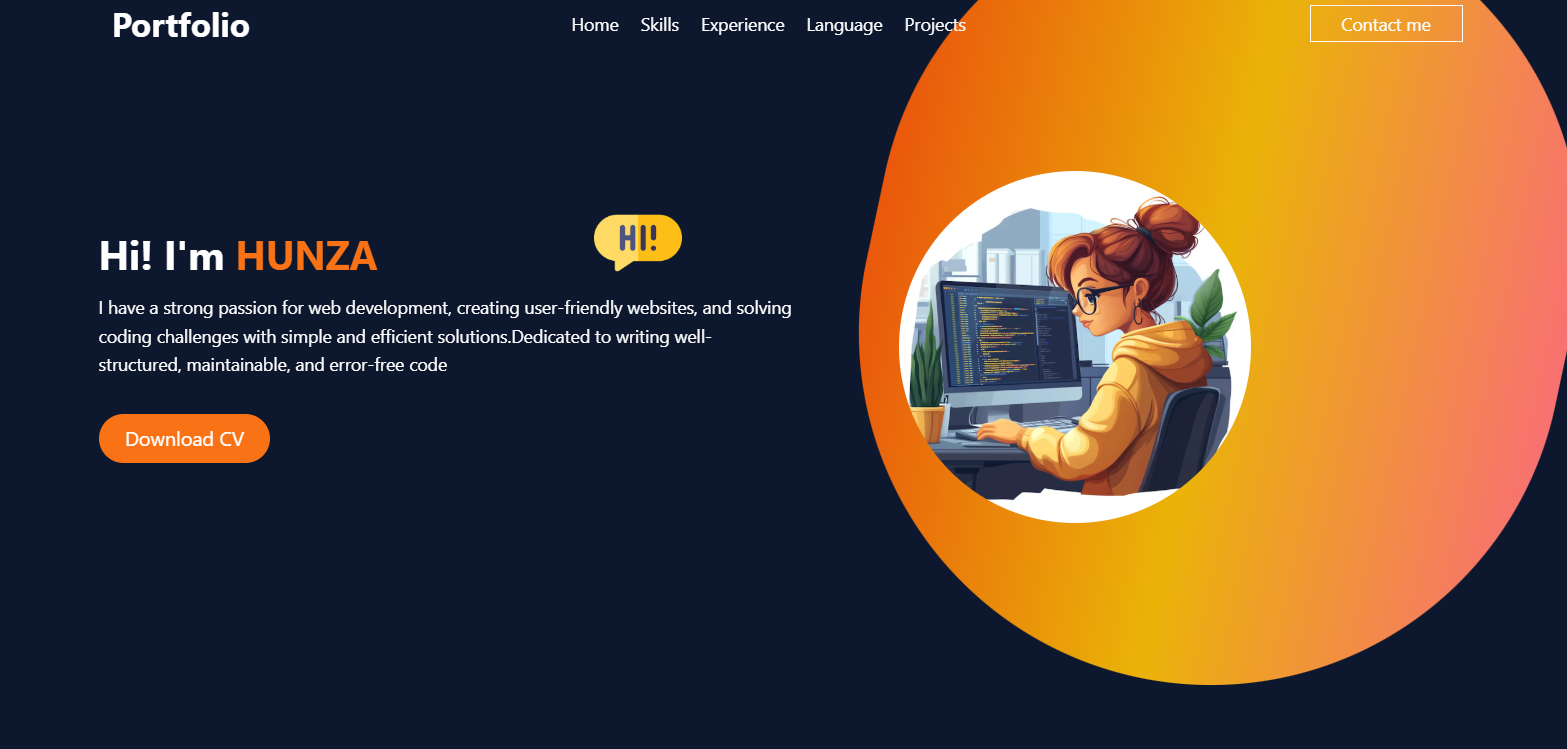 Portfolio
Home Skills Experience Language Projects
Contact me
HI!
Hi! I'm HUNZA
I have a strong passion for web development, creating user-friendly websites, and solving
coding challenges with simple and efficient solutions.Dedicated to writing well-
structured, maintainable, and error-free code
Download CV